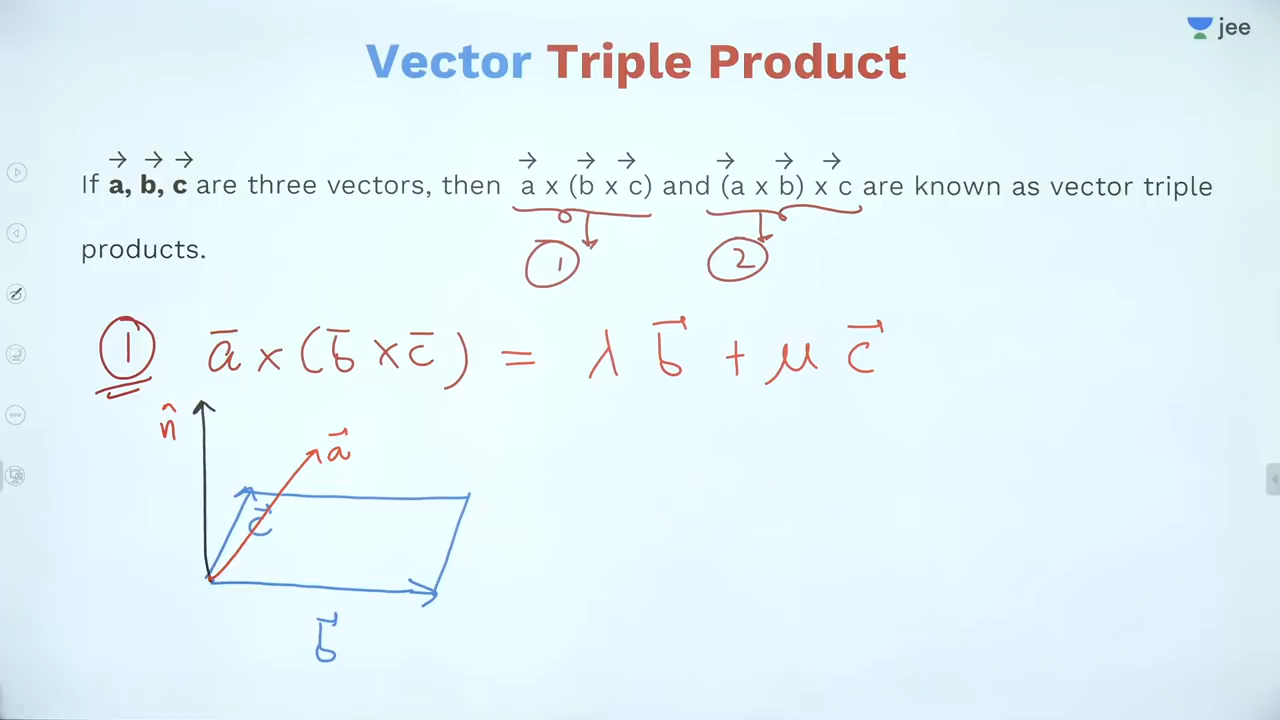 jee
Vector Triple Product
If a⃗, b⃗, c⃗ are three vectors, then a⃗ x (b⃗ x c⃗) and (a⃗ x b⃗) x c⃗ are known as vector triple
products.
① ②
① a̅ x (b̅ x c̅) = λ b⃗ + μ c⃗
n̂
a⃗
c⃗
b⃗